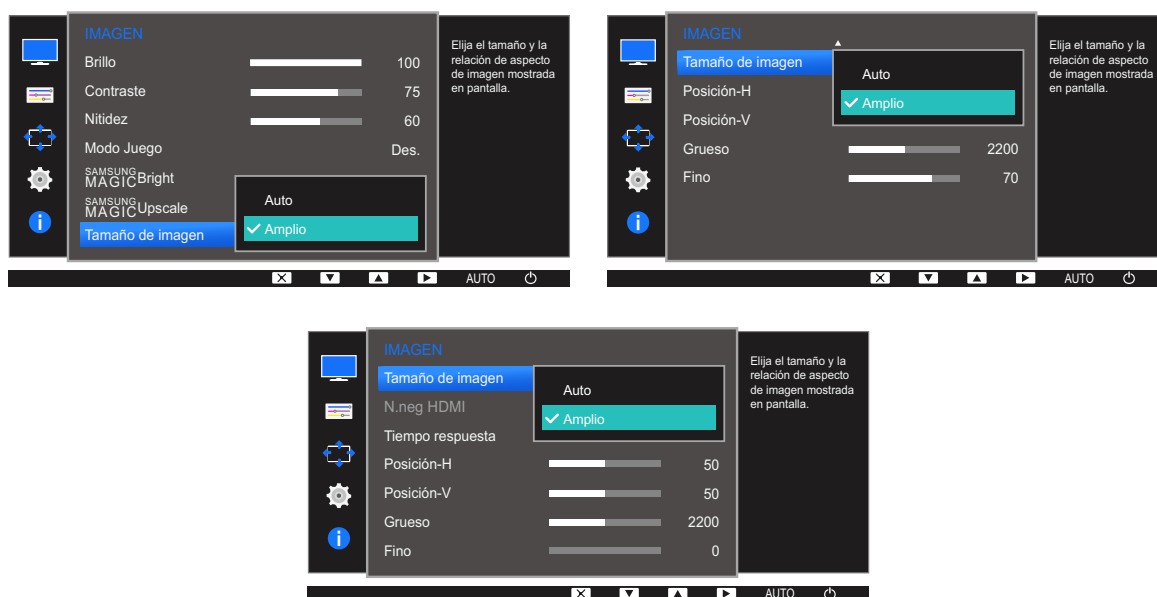 IMAGEN
Brillo 100
Contraste 75
Nitidez 60
Modo Juego Des.
SAMSUNG MAGIC Bright
SAMSUNG MAGIC Upscale
Tamaño de imagen
Auto
Amplio
Elija el tamaño y la
relación de aspecto
de imagen mostrada
en pantalla.
AUTO
IMAGEN
Tamaño de imagen
Posición-H
Posición-V
Grueso 2200
Fino 70
Auto
Amplio
Elija el tamaño y la
relación de aspecto
de imagen mostrada
en pantalla.
AUTO
IMAGEN
Tamaño de imagen
N.neg HDMI
Tiempo respuesta
Auto
Amplio
Posición-H 50
Posición-V 50
Grueso 2200
Fino 0
Elija el tamaño y la
relación de aspecto
de imagen mostrada
en pantalla.
AUTO